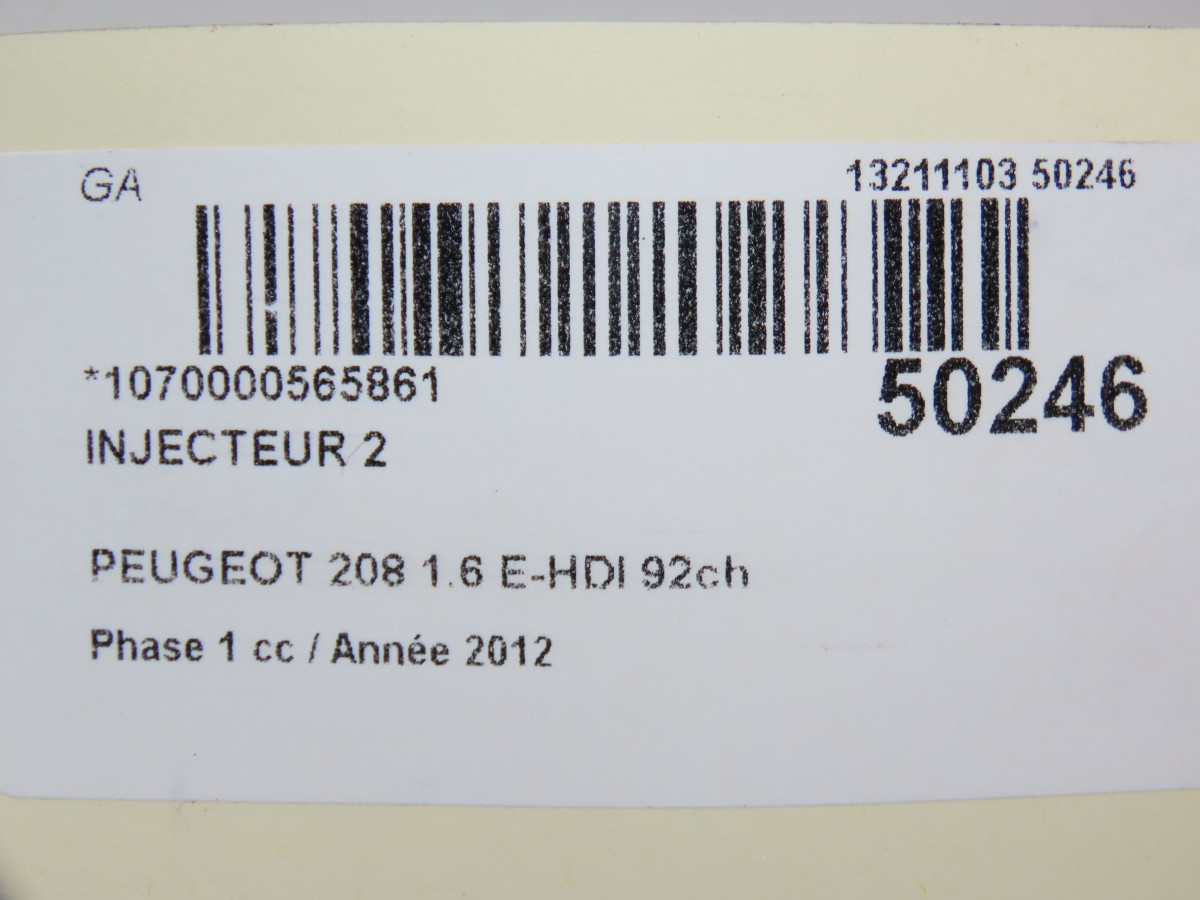 GA 13211103 50246
*1070000565861 50246
INJECTEUR 2
PEUGEOT 208 1.6 E-HDI 92ch
Phase 1 cc / Année 2012